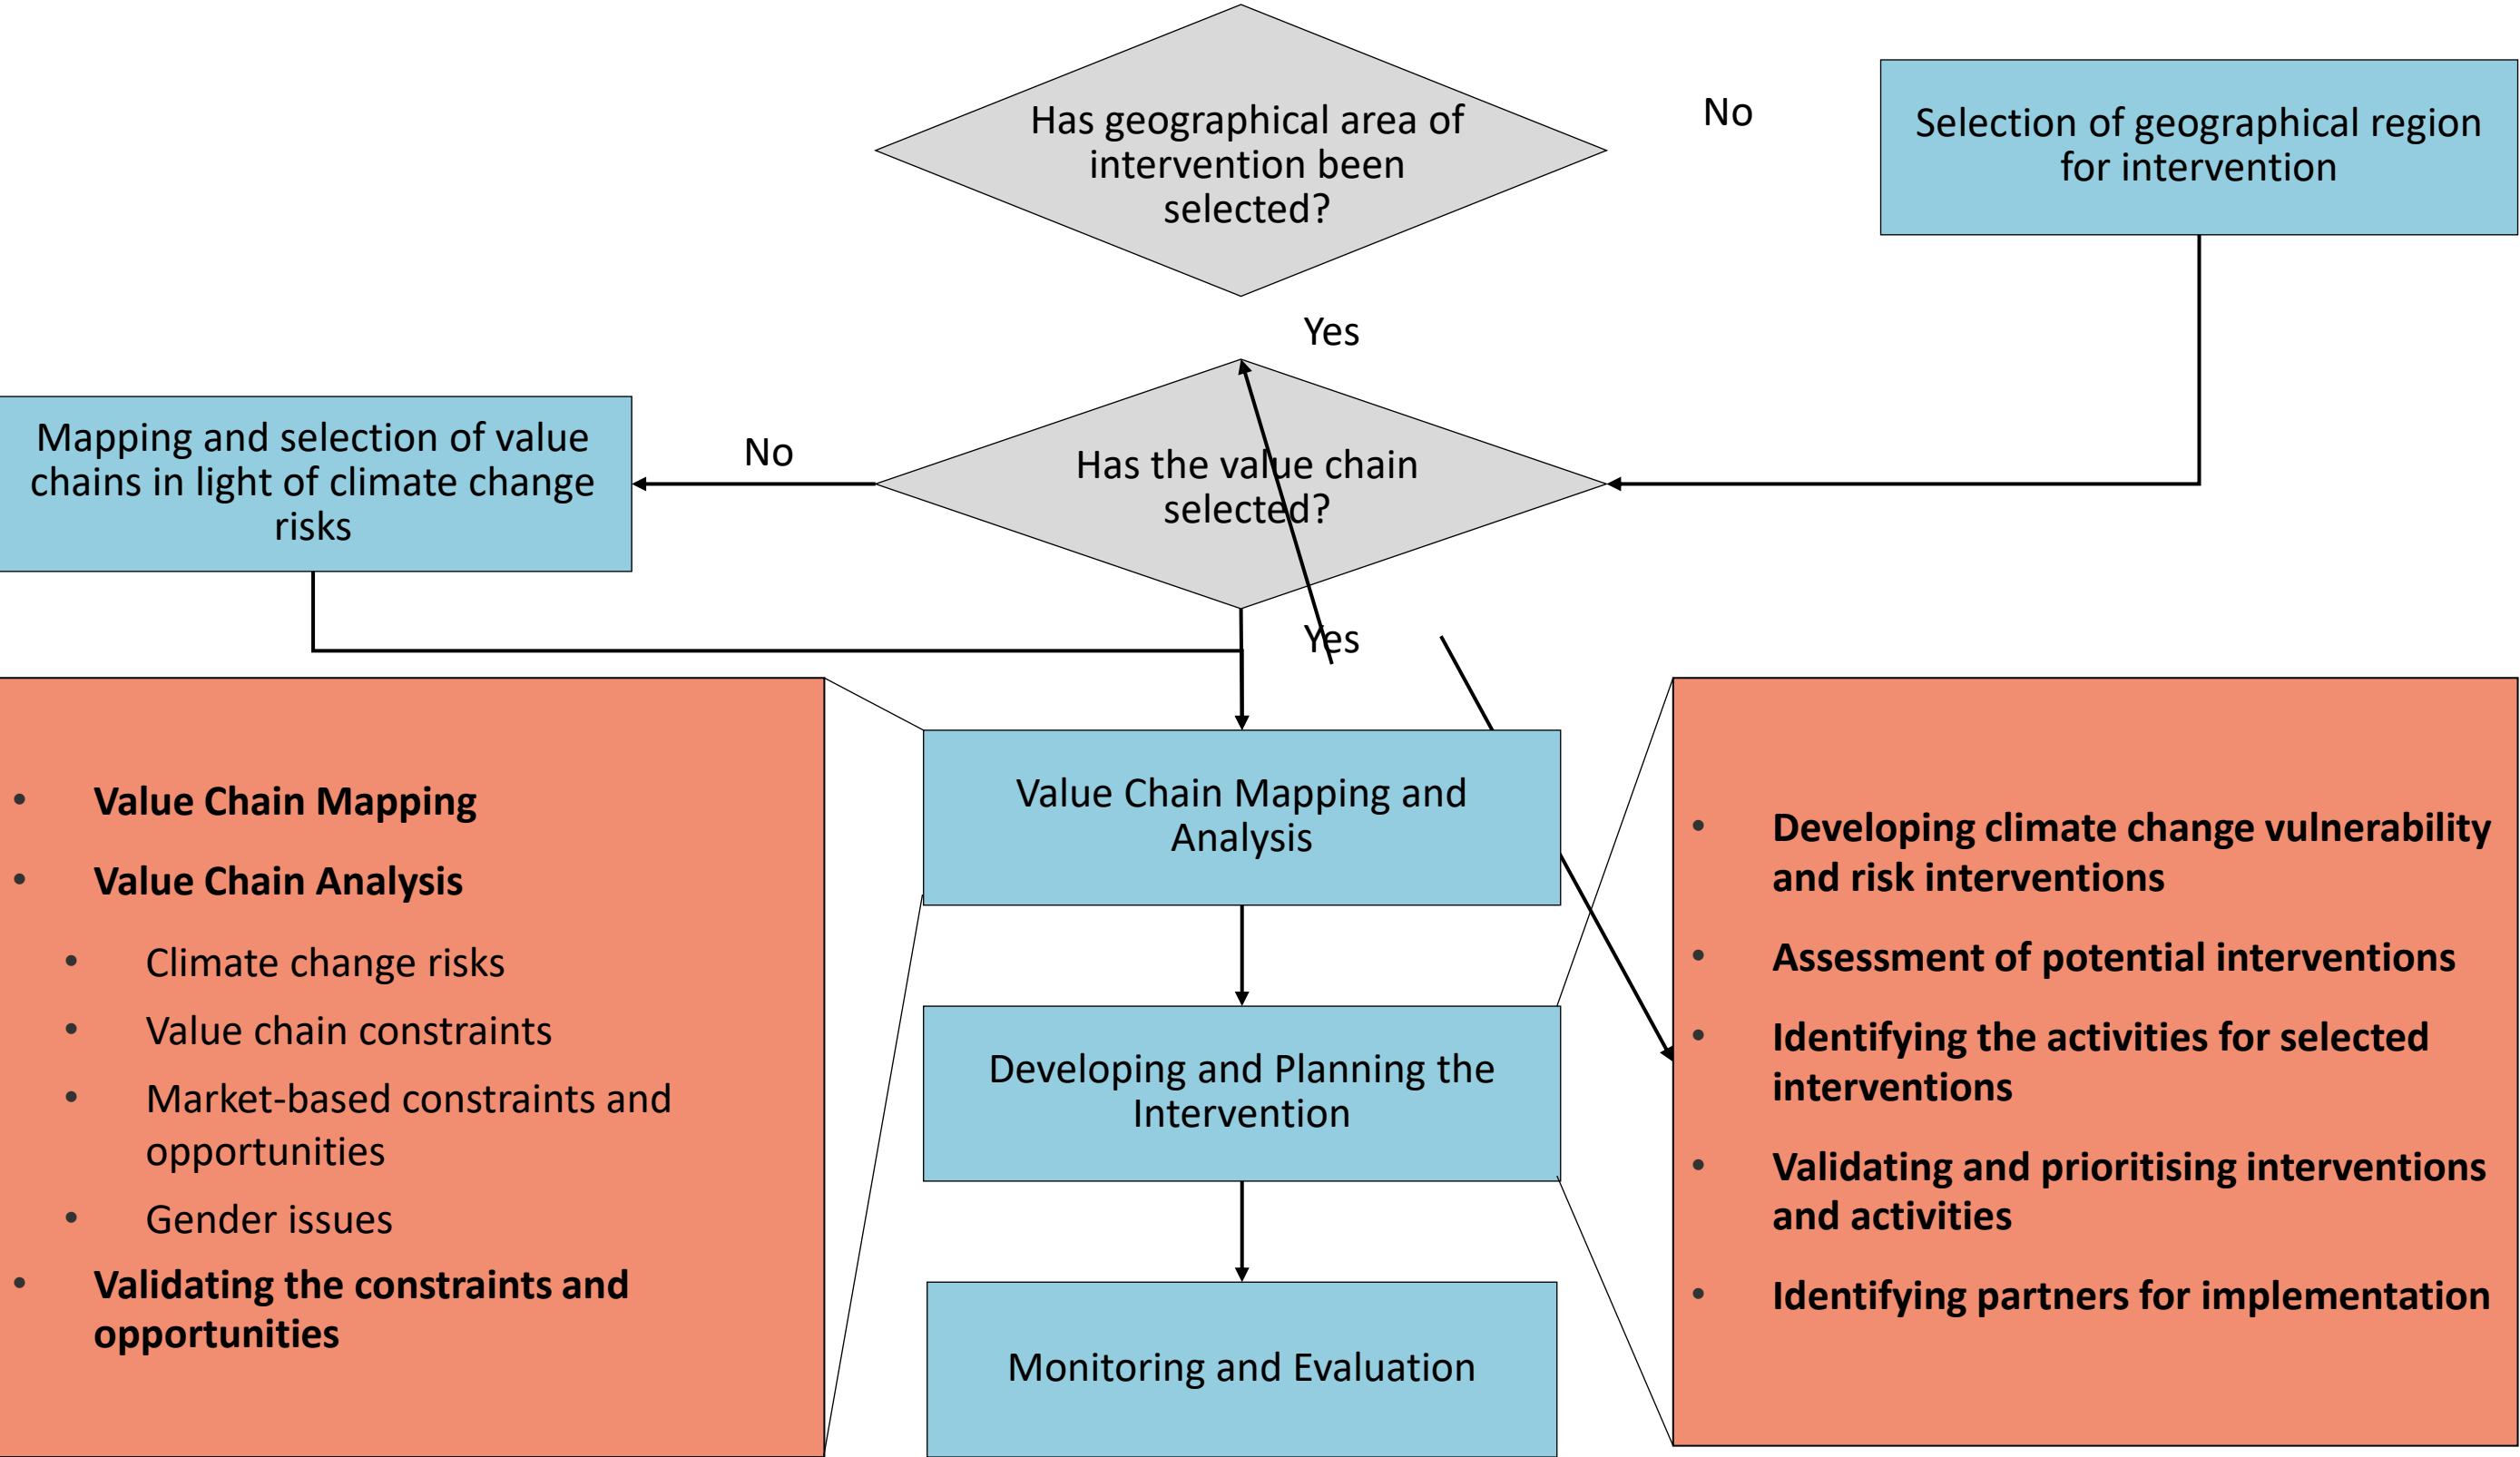 Has geographical area of
intervention been
selected?
No
Selection of geographical region
for intervention
Yes
Mapping and selection of value
chains in light of climate change
risks
No
Has the value chain
selected?
Yes
• Value Chain Mapping
• Value Chain Analysis
• Climate change risks
• Value chain constraints
• Market-based constraints and
opportunities
• Gender issues
• Validating the constraints and
opportunities
Value Chain Mapping and
Analysis
Developing and Planning the
Intervention
Monitoring and Evaluation
• Developing climate change vulnerability
and risk interventions
• Assessment of potential interventions
• Identifying the activities for selected
interventions
• Validating and prioritising interventions
and activities
• Identifying partners for implementation